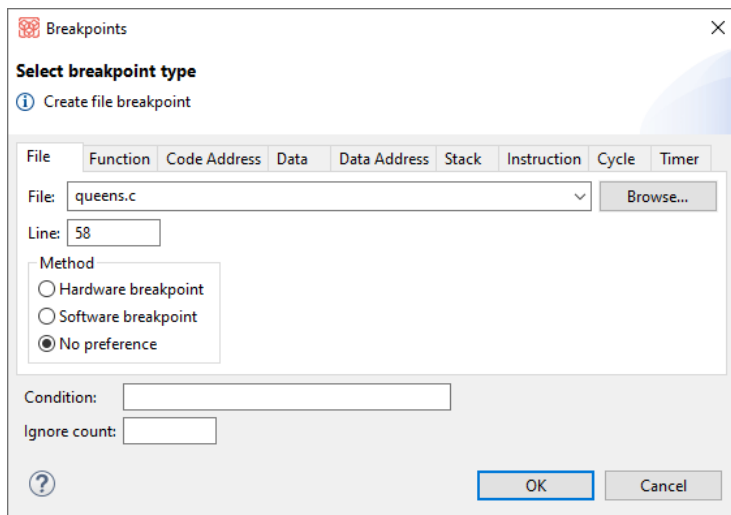 Breakpoints
Select breakpoint type
Create file breakpoint
File Function Code Address Data Data Address Stack Instruction Cycle Timer
File: queens.c Browse...
Line: 58
Method
Hardware breakpoint
Software breakpoint
No preference
Condition:
Ignore count:
OK Cancel